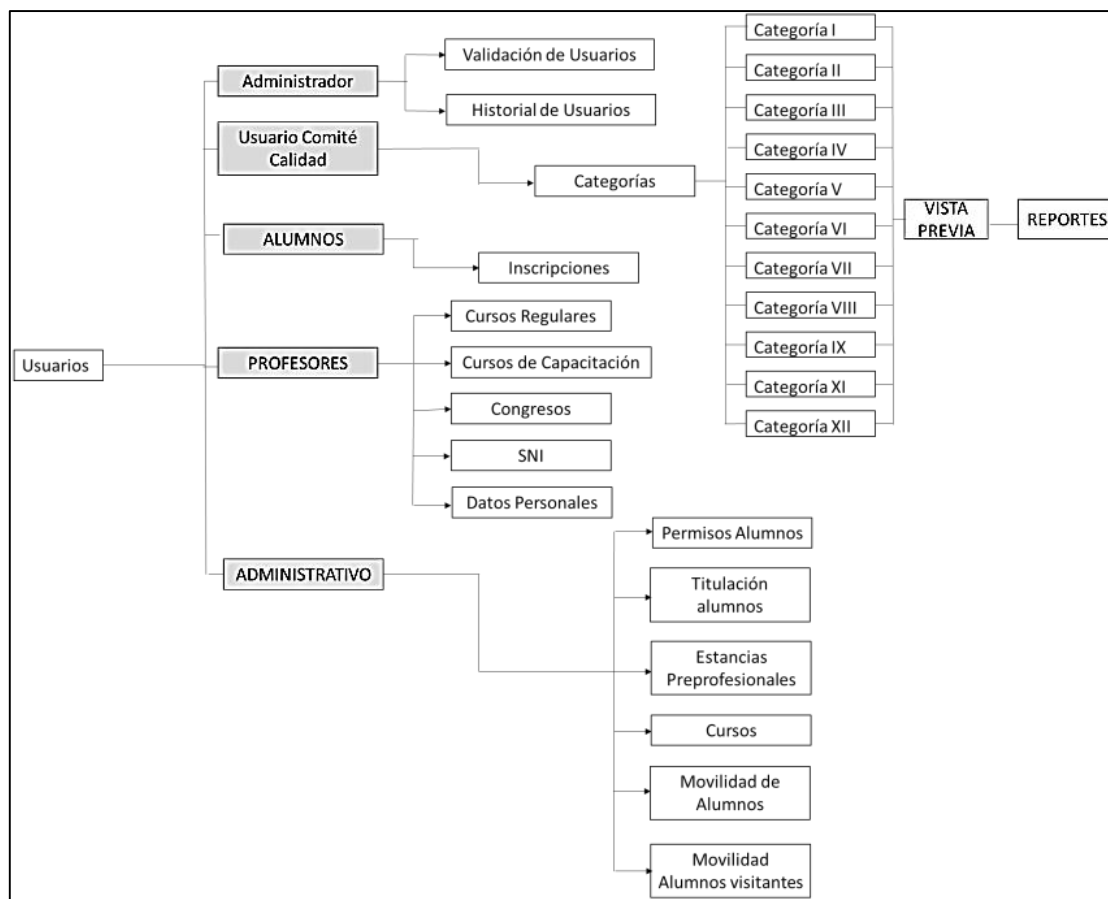 Usuarios
Administrador
Validación de Usuarios
Historial de Usuarios
Usuario Comité
Calidad
Categorías
Categoría I
Categoría II
Categoría III
Categoría IV
Categoría V
Categoría VI
Categoría VII
Categoría VIII
Categoría IX
Categoría XI
Categoría XII
VISTA
PREVIA
REPORTES
ALUMNOS
Inscripciones
PROFESORES
Cursos Regulares
Cursos de Capacitación
Congresos
SNI
Datos Personales
ADMINISTRATIVO
Permisos Alumnos
Titulación
alumnos
Estancias
Preprofesionales
Cursos
Movilidad de
Alumnos
Movilidad
Alumnos visitantes